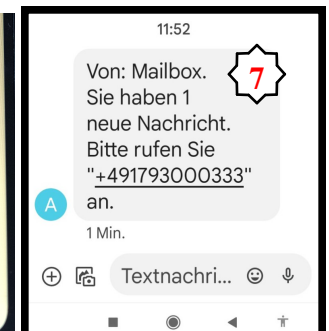 11:52
Von: Mailbox.
7
Sie haben 1
neue Nachricht.
Bitte rufen Sie
"+491793000333"
an.
A
1 Min.
Textnachri...